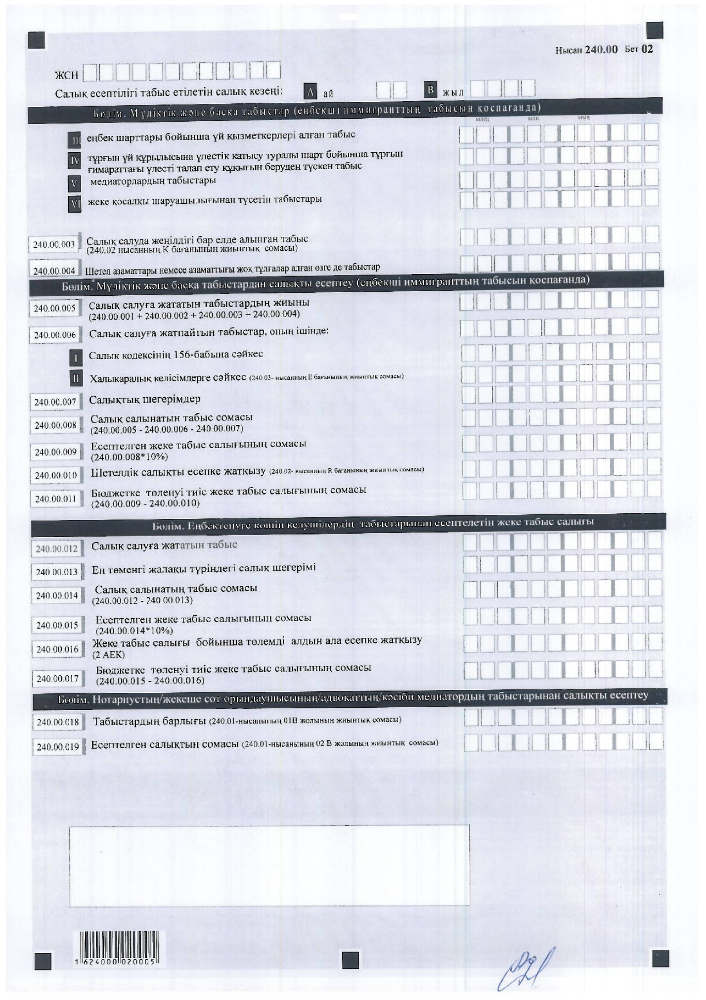 Нысан 240.00 Бет 02
ЖСН
Салық есептілігі табыс етілетін салық кезеңі: A ай B жыл
Бөлім. Мүліктік және басқа табыстар (еңбекші иммигранттың табысын қоспағанда)
млрд. млн. мың
III еңбек шарттары бойынша үй қызметкерлері алған табыс
IV тұрғын үй құрылысына үлестік қатысу туралы шарт бойынша тұрғын
ғимараттағы үлесті талап ету құқығын беруден түскен табыс
V медиаторлардың табыстары
VI жеке қосалқы шаруашылығынан түсетін табыстары
240.00.003 Салық салуда жеңілдігі бар елде алынған табыс
(240.02 нысанның К бағанының жиынтық сомасы)
240.00.004 Шетел азаматтары немесе азаматтығы жоқ тұлғалар алған өзге де табыстар
Бөлім. Мүліктік және басқа табыстардан салықты есептеу (еңбекші иммигранттың табысын қоспағанда)
240.00.005 Салық салуға жататын табыстардың жиыны
(240.00.001 + 240.00.002 + 240.00.003 + 240.00.004)
240.00.006 Салық салуға жатпайтын табыстар, оның ішінде:
I Салық кодексінің 156-бабына сәйкес
II Халықаралық келісімдерге сәйкес (240.03- нысанның Е бағанының жиынтық сомасы)
240.00.007 Салықтық шегерімдер
240.00.008 Салық салынатын табыс сомасы
(240.00.005 - 240.00.006 - 240.00.007)
240.00.009 Есептелген жеке табыс салығының сомасы
(240.00.008*10%)
240.00.010 Шетелдік салықты есепке жатқызу (240.02- нысанның R бағанының жиынтық сомасы)
240.00.011 Бюджетке төленуі тиіс жеке табыс салығының сомасы
(240.00.009 - 240.00.010)
Бөлім. Еңбектенуге көшіп келушілердің табыстарынан есептелетін жеке табыс салығы
240.00.012 Салық салуға жататын табыс
240.00.013 Ең төменгі жалақы түріндегі салық шегерімі
240.00.014 Салық салынатың табыс сомасы
(240.00.012 - 240.00.013)
240.00.015 Есептелген жеке табыс салығының сомасы
(240.00.014*10%)
240.00.016 Жеке табыс салығы бойынша төлемді алдын ала есепке жатқызу
(2 АЕК)
240.00.017 Бюджетке төленуі тиіс жеке табыс салығының сомасы
(240.00.015 - 240.00.016)
Бөлім. Нотариустың/жекеше сот орындаушысының/адвокаттың/кәсіби медиатордың табыстарынан салықты есептеу
240.00.018 Табыстардың барлығы (240.01-нысанының 01В жолының жиынтық сомасы)
240.00.019 Есептелген салықтың сомасы (240.01-нысанының 02 В жолының жиынтық сомасы)
1 624000 020005